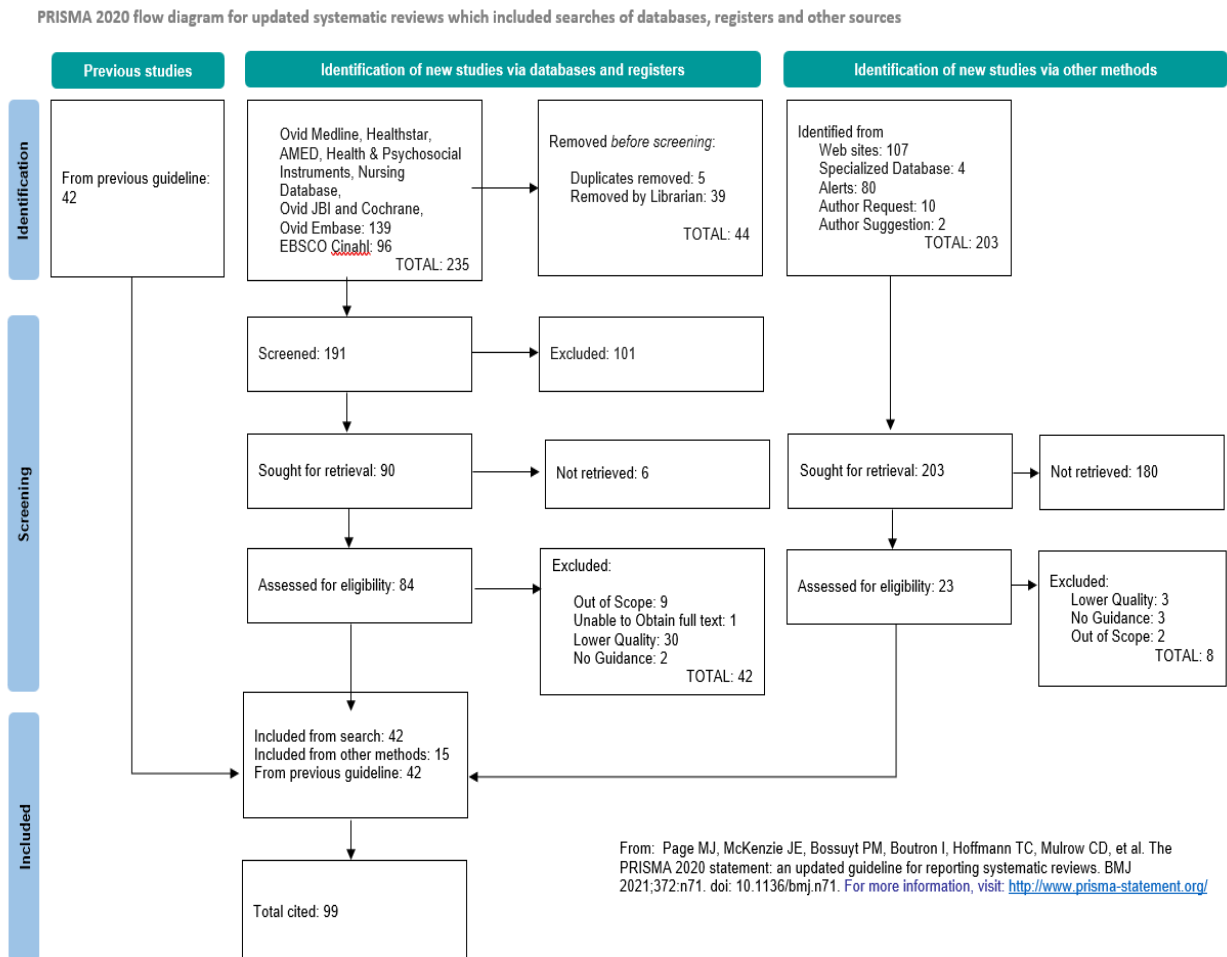 PRISMA 2020 flow diagram for updated systematic reviews which included searches of databases, registers and other sources
Previous studies
Identification of new studies via databases and registers
Identification of new studies via other methods
Identification
From previous guideline:
42
Ovid Medline, Healthstar,
AMED, Health & Psychosocial
Instruments, Nursing
Database,
Ovid JBI and Cochrane,
Ovid Embase: 139
EBSCO Cinahl: 96
TOTAL: 235
Removed before screening:
Duplicates removed: 5
Removed by Librarian: 39
TOTAL: 44
Identified from
Web sites: 107
Specialized Database: 4
Alerts: 80
Author Request: 10
Author Suggestion: 2
TOTAL: 203
Screening
Screened: 191
Excluded: 101
Sought for retrieval: 90
Not retrieved: 6
Sought for retrieval: 203
Not retrieved: 180
Assessed for eligibility: 84
Excluded:
Out of Scope: 9
Unable to Obtain full text: 1
Lower Quality: 30
No Guidance: 2
TOTAL: 42
Assessed for eligibility: 23
Excluded:
Lower Quality: 3
No Guidance: 3
Out of Scope: 2
TOTAL: 8
Included
Included from search: 42
Included from other methods: 15
From previous guideline: 42
Total cited: 99
From: Page MJ, McKenzie JE, Bossuyt PM, Boutron I, Hoffmann TC, Mulrow CD, et al. The
PRISMA 2020 statement: an updated guideline for reporting systematic reviews. BMJ
2021;372:n71. doi: 10.1136/bmj.n71. For more information, visit: http://www.prisma-statement.org/